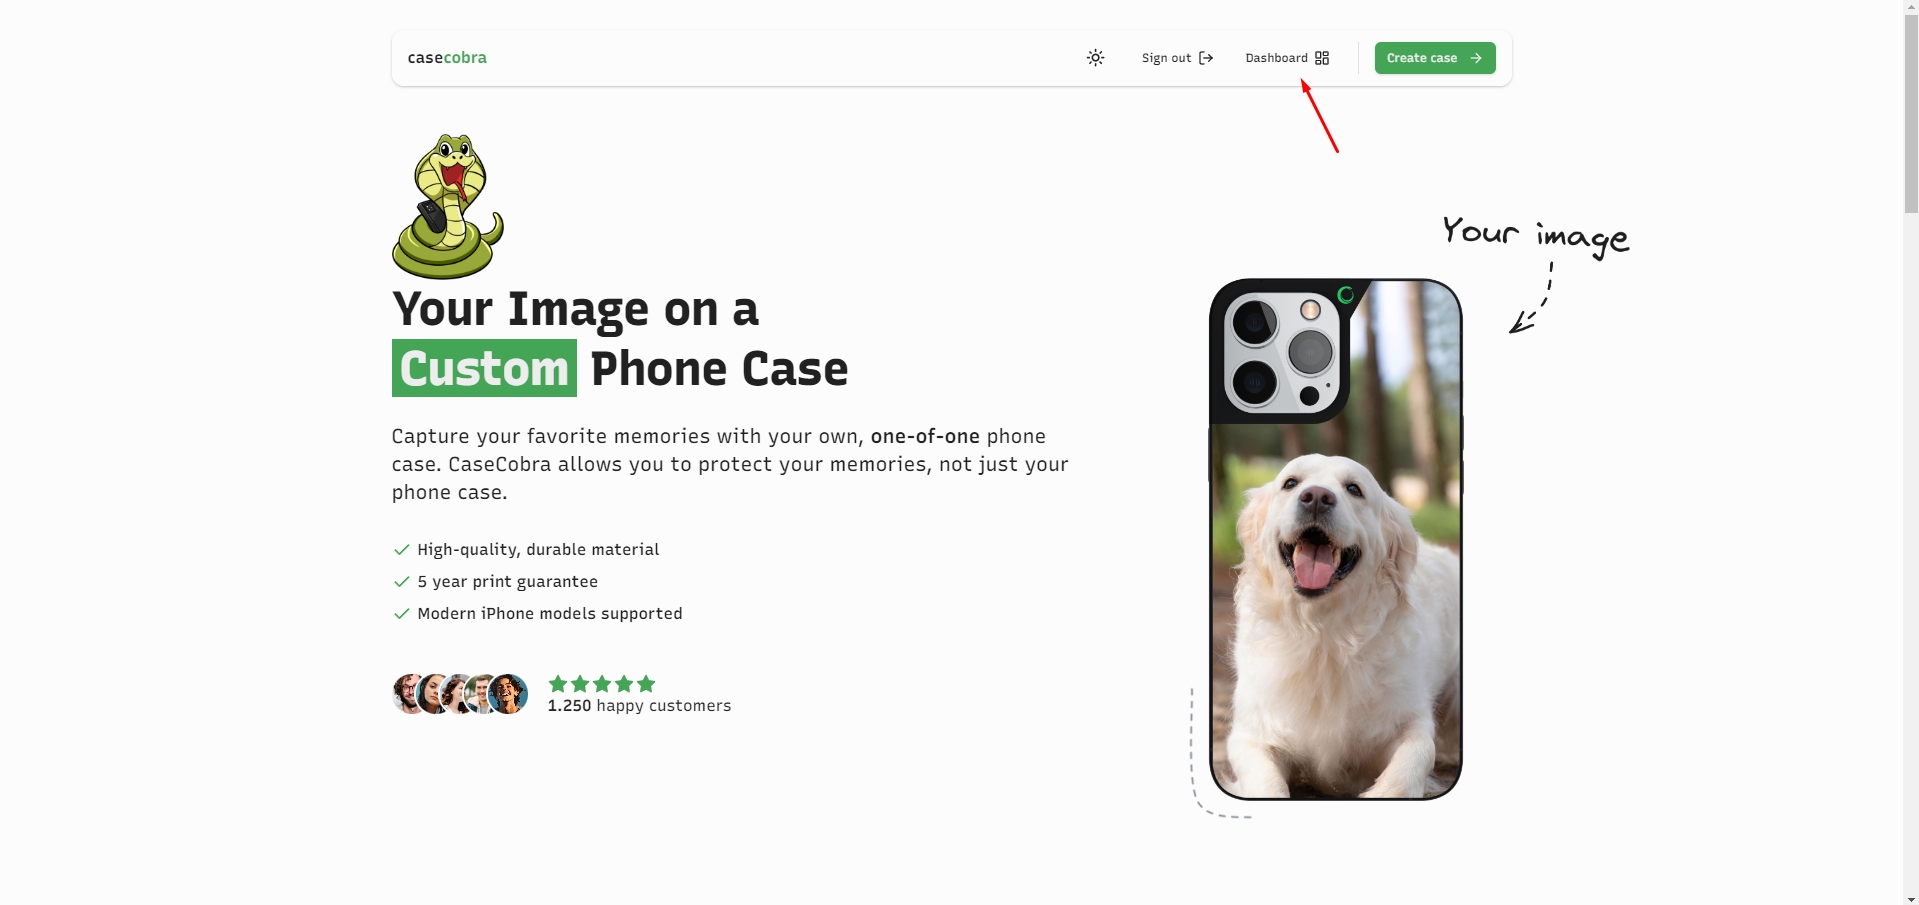 casecobra
Sign out
Dashboard
Create case
Your image
Your Image on a
Custom Phone Case
Capture your favorite memories with your own, one-of-one phone
case. CaseCobra allows you to protect your memories, not just your
phone case.
High-quality, durable material
5 year print guarantee
Modern iPhone models supported
1.250 happy customers